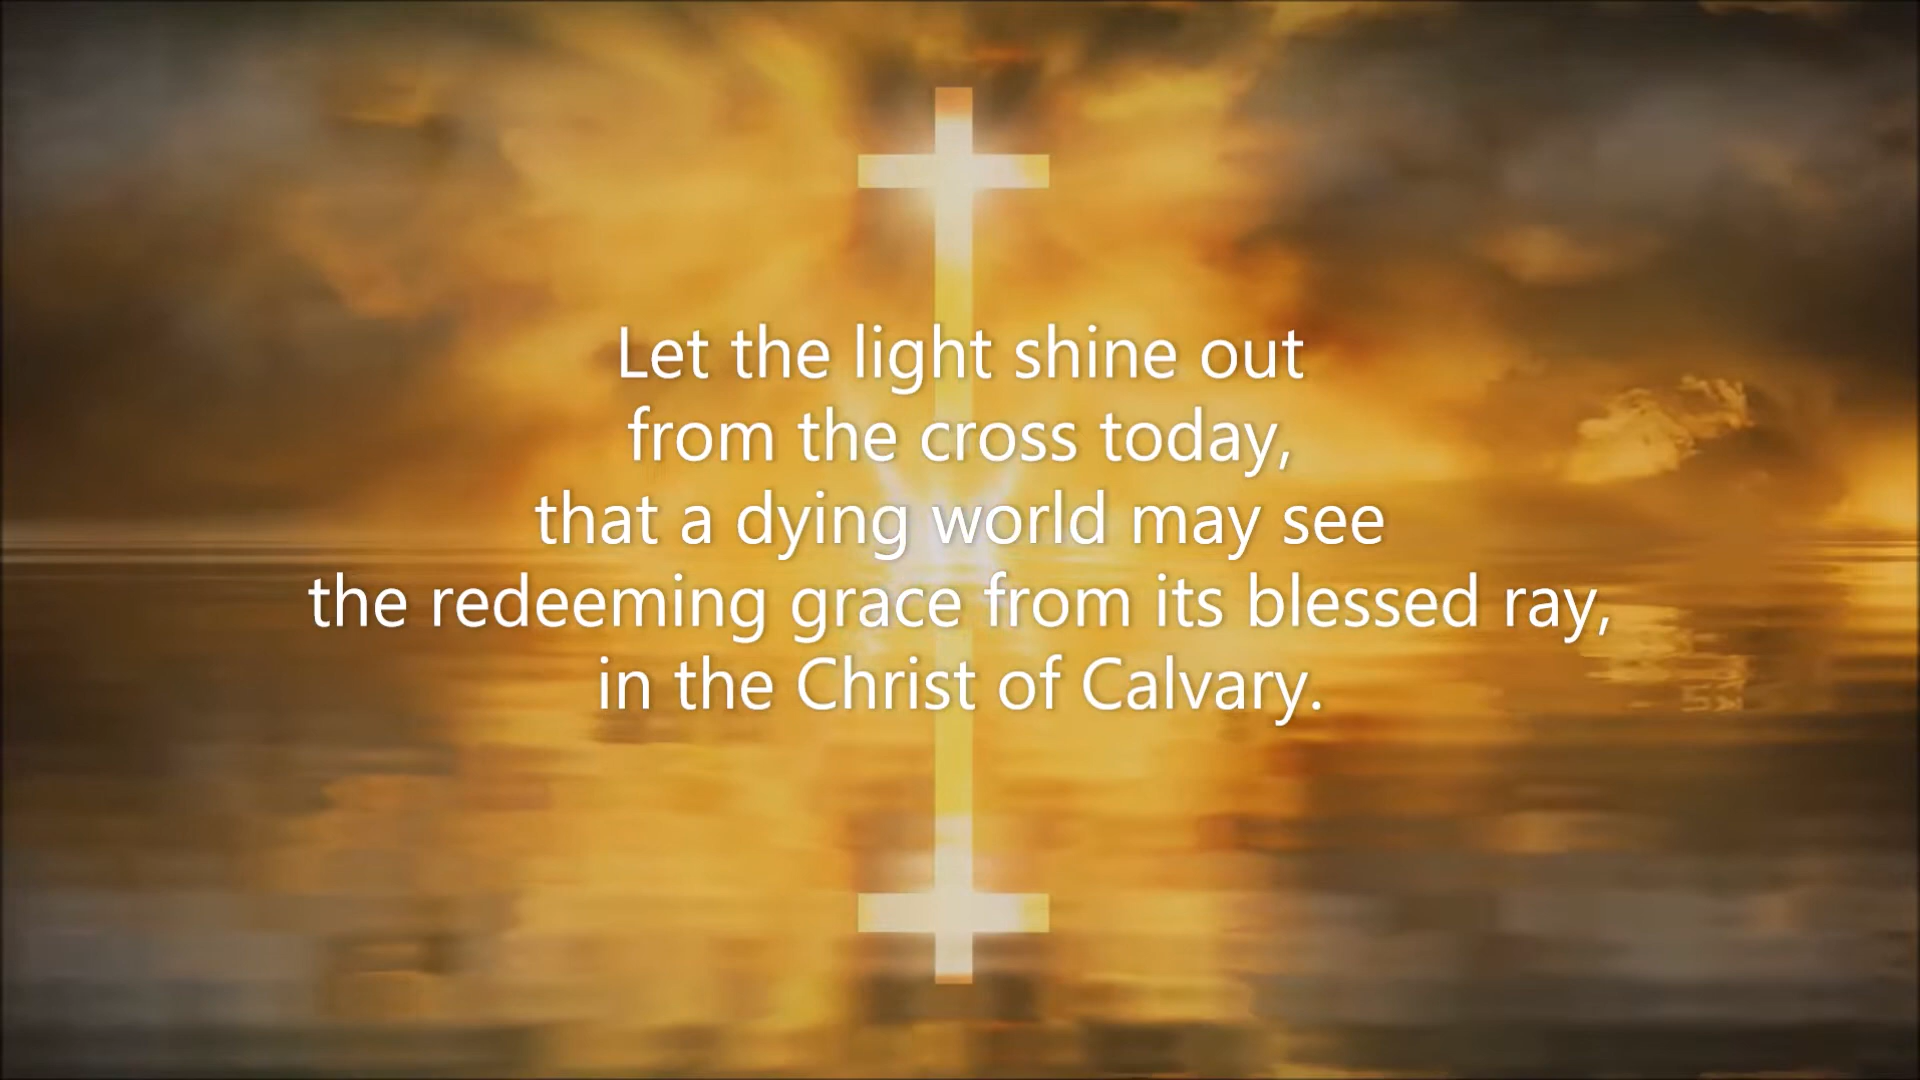 Let the light shine out
from the cross today,
that a dying world may see
the redeeming grace from its blessed ray,
in the Christ of Calvary.